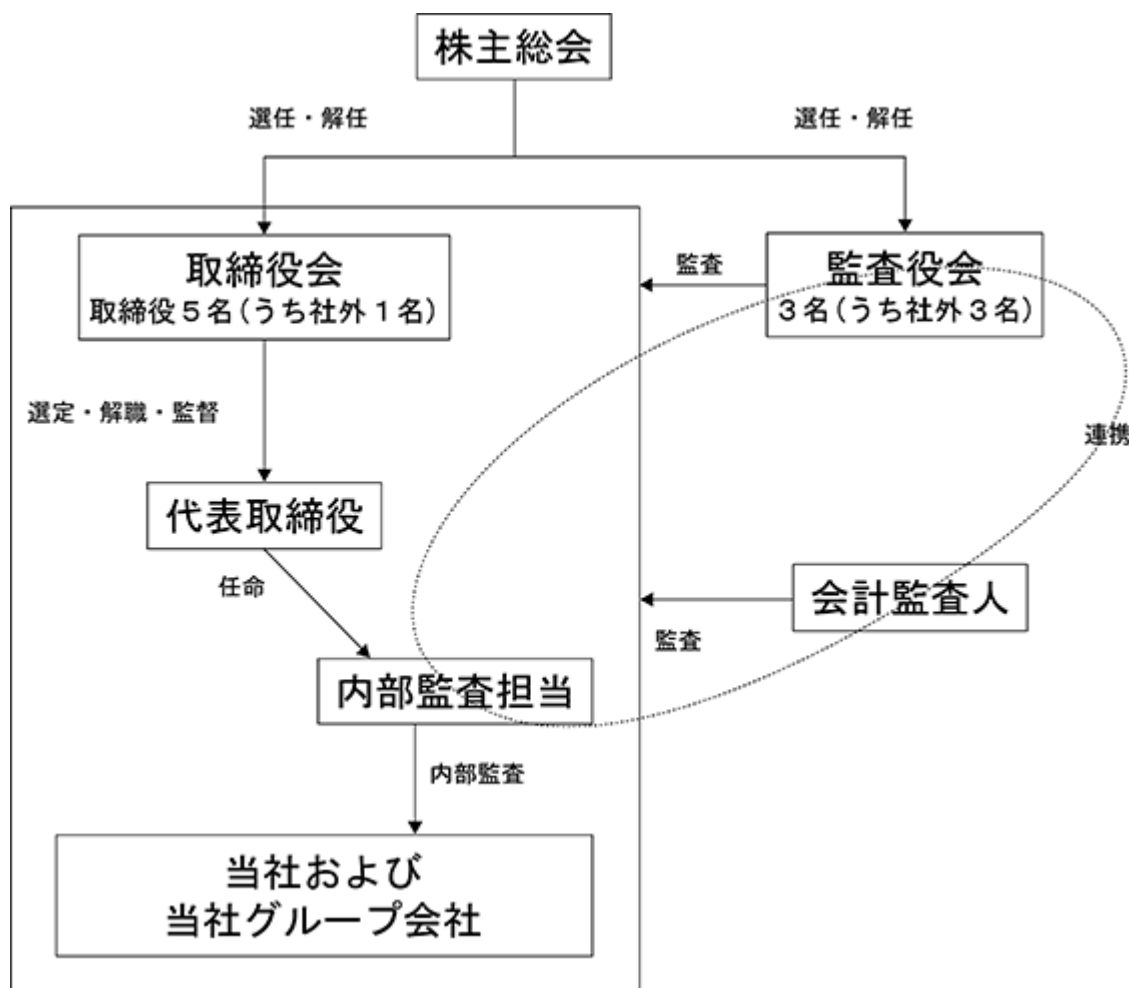 株主総会
選任・解任
選任・解任
取締役会
取締役５名(うち社外１名)
監査
監査役会
３名(うち社外３名)
選定・解職・監督
連携
代表取締役
任命
会計監査人
監査
内部監査担当
内部監査
当社および
当社グループ会社